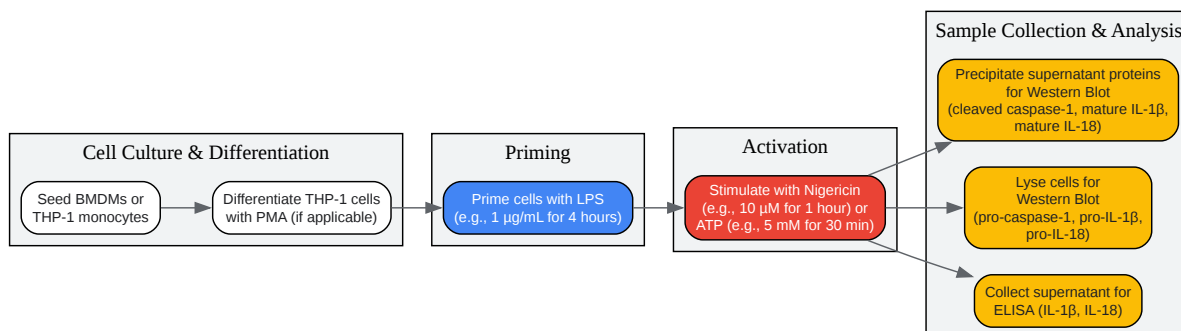 Cell Culture & Differentiation
Seed BMDMs or
THP-1 monocytes
Differentiate THP-1 cells
with PMA (if applicable)
Priming
Prime cells with LPS
(e.g., 1 µg/mL for 4 hours)
Activation
Stimulate with Nigericin
(e.g., 10 µM for 1 hour) or
ATP (e.g., 5 mM for 30 min)
Sample Collection & Analysis
Precipitate supernatant proteins
for Western Blot
(cleaved caspase-1, mature IL-1β,
mature IL-18)
Lyse cells for
Western Blot
(pro-caspase-1, pro-IL-1β,
pro-IL-18)
Collect supernatant for
ELISA (IL-1β, IL-18)